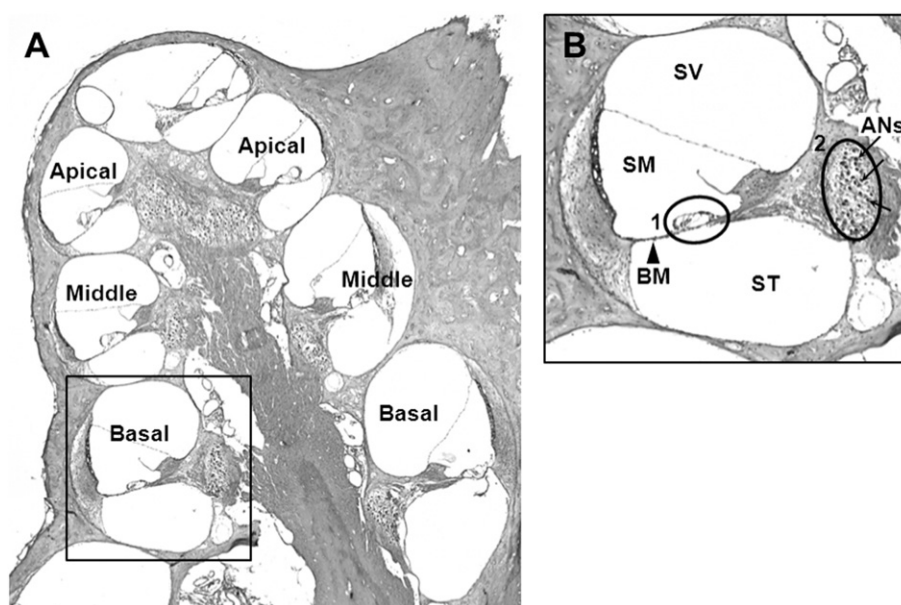 A
Apical
Apical
Middle
Middle
Basal
Basal
B
SV
ANs
2
SM
1
BM
ST